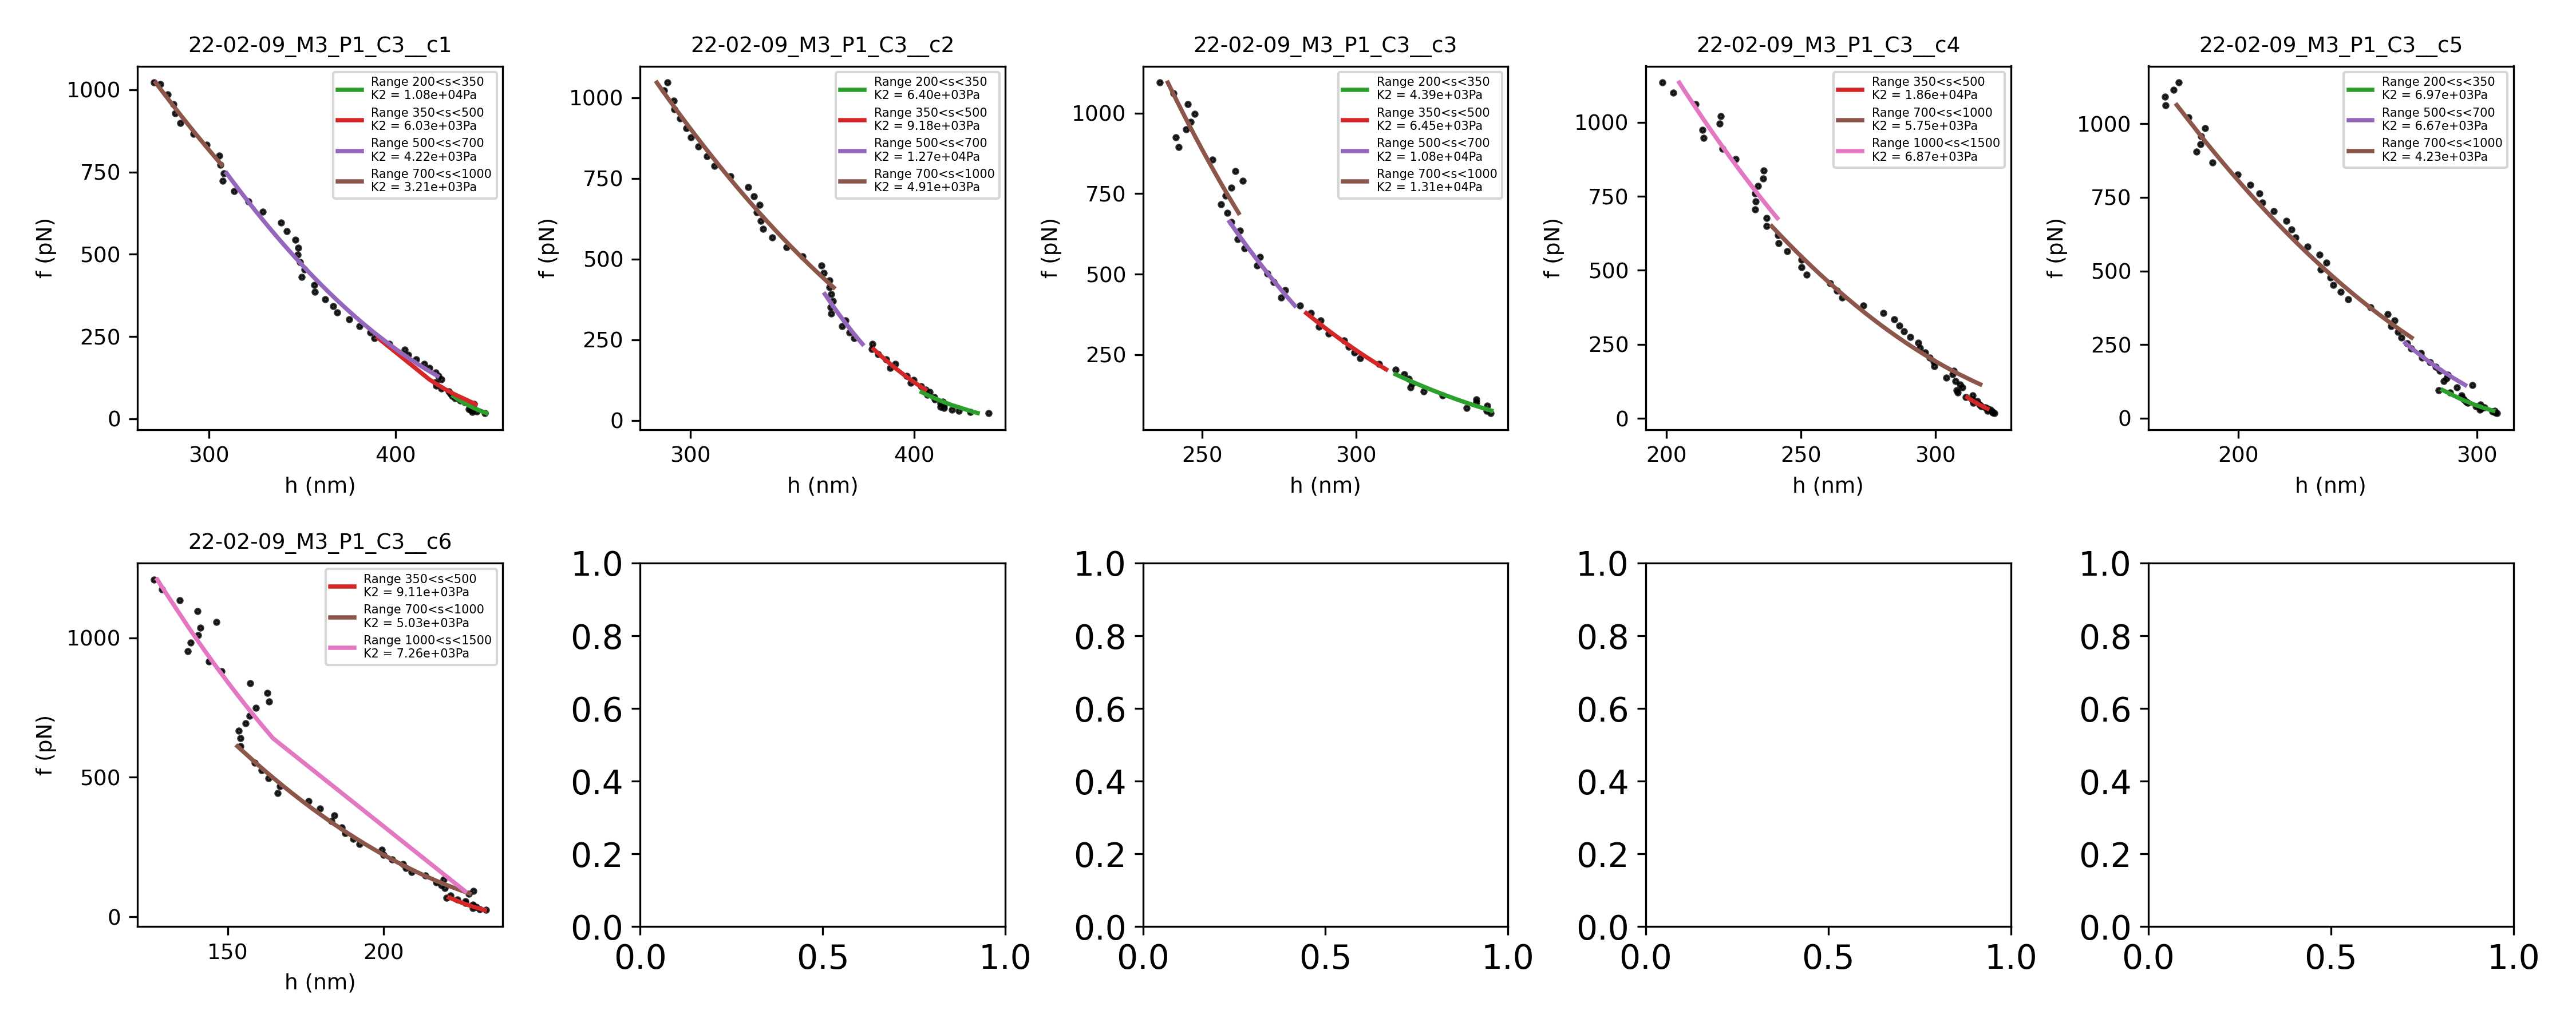 22-02-09_M3_P1_C3__c1
Range 200<s<350
K2 = 1.08e+04Pa
Range 350<s<500
K2 = 6.03e+03Pa
Range 500<s<700
K2 = 4.22e+03Pa
Range 700<s<1000
K2 = 3.21e+03Pa
1000
750
500
250
0
f (pN)
300
400
h (nm)
22-02-09_M3_P1_C3__c2
Range 200<s<350
K2 = 6.40e+03Pa
Range 350<s<500
K2 = 9.18e+03Pa
Range 500<s<700
K2 = 1.27e+04Pa
Range 700<s<1000
K2 = 4.91e+03Pa
1000
750
500
250
0
f (pN)
300
400
h (nm)
22-02-09_M3_P1_C3__c3
Range 200<s<350
K2 = 4.39e+03Pa
Range 350<s<500
K2 = 6.45e+03Pa
Range 500<s<700
K2 = 1.08e+04Pa
Range 700<s<1000
K2 = 1.31e+04Pa
1000
750
500
250
f (pN)
250
300
h (nm)
22-02-09_M3_P1_C3__c4
Range 350<s<500
K2 = 1.86e+04Pa
Range 700<s<1000
K2 = 5.75e+03Pa
Range 1000<s<1500
K2 = 6.87e+03Pa
1000
750
500
250
0
f (pN)
200
250
300
h (nm)
22-02-09_M3_P1_C3__c5
Range 200<s<350
K2 = 6.97e+03Pa
Range 500<s<700
K2 = 6.67e+03Pa
Range 700<s<1000
K2 = 4.23e+03Pa
1000
750
500
250
0
f (pN)
200
300
h (nm)
22-02-09_M3_P1_C3__c6
Range 350<s<500
K2 = 9.11e+03Pa
Range 700<s<1000
K2 = 5.03e+03Pa
Range 1000<s<1500
K2 = 7.26e+03Pa
1000
500
0
f (pN)
150
200
h (nm)
1.0
0.8
0.6
0.4
0.2
0.0
0.0
0.5
1.0
1.0
0.8
0.6
0.4
0.2
0.0
0.0
0.5
1.0
1.0
0.8
0.6
0.4
0.2
0.0
0.0
0.5
1.0
1.0
0.8
0.6
0.4
0.2
0.0
0.0
0.5
1.0